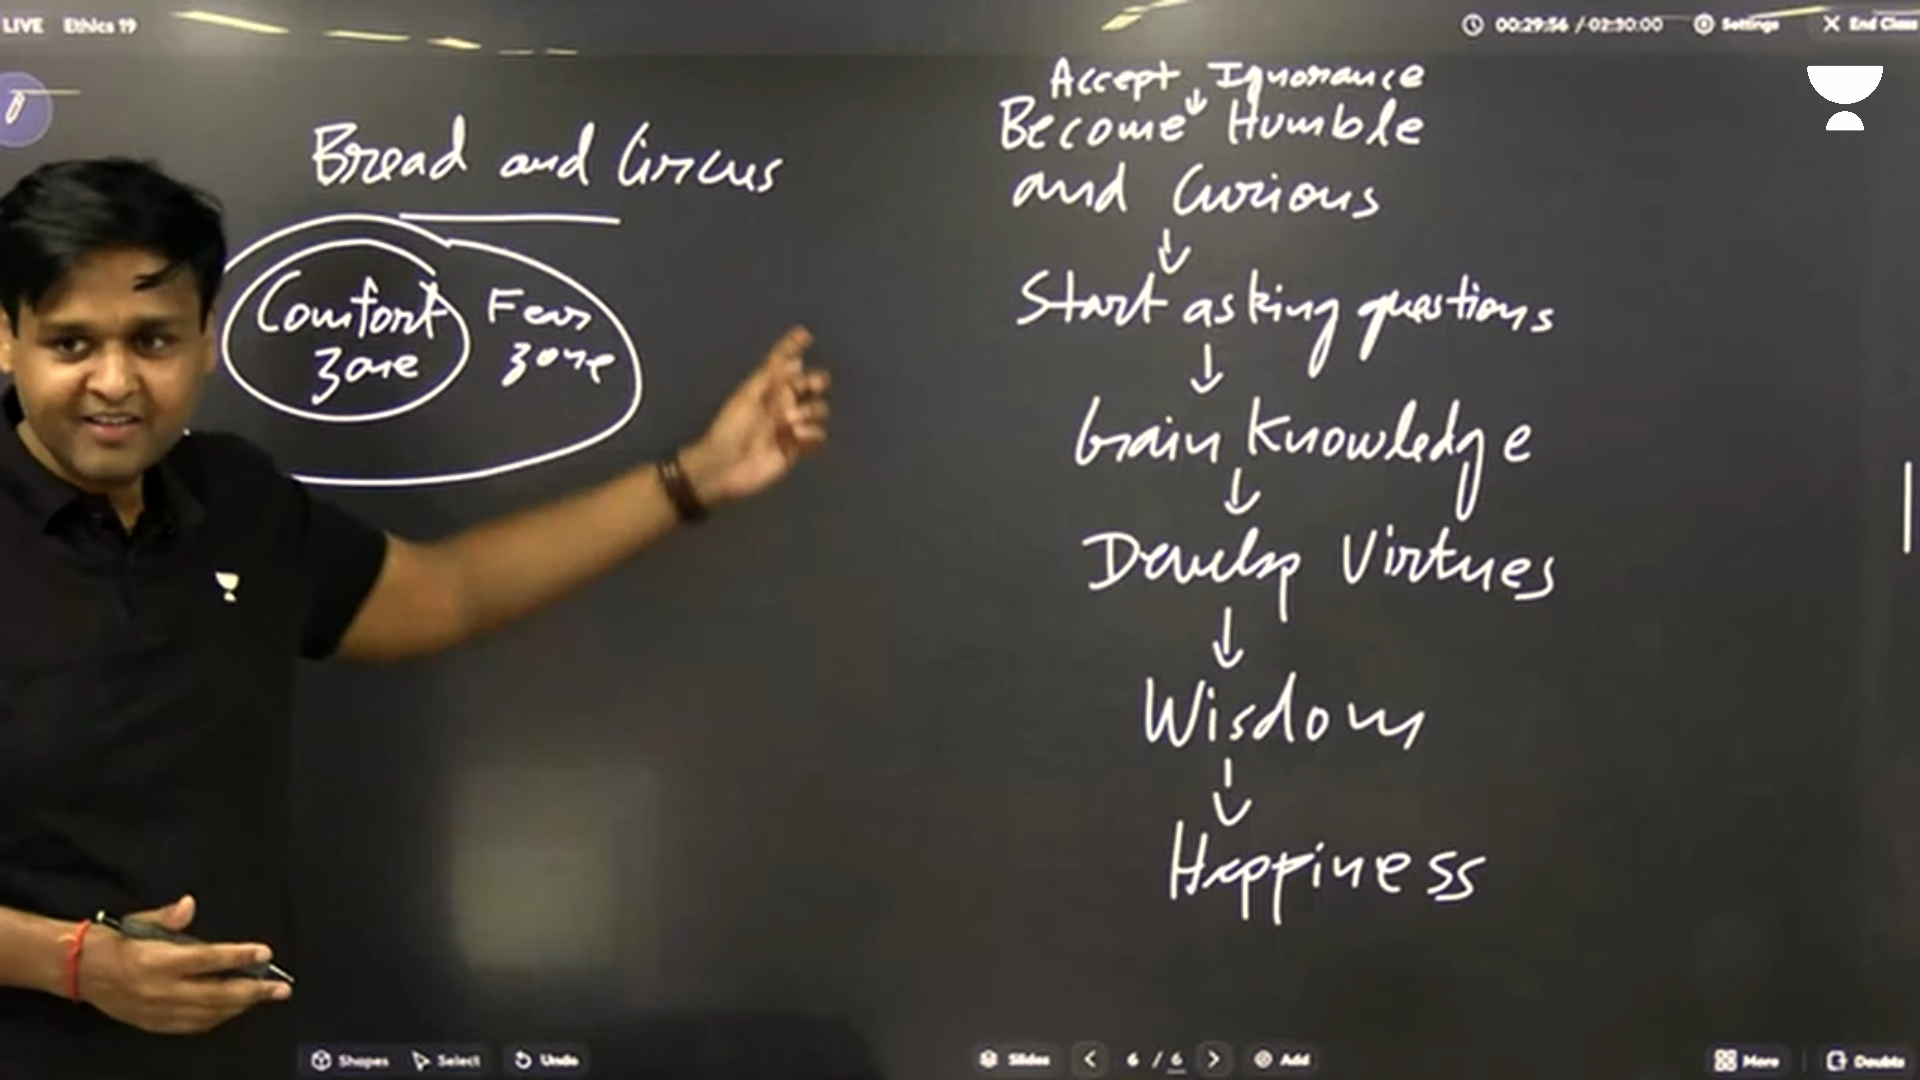 LIVE Ethics 19
00:29:56 / 02:30:00 Settings End Class
Bread and Circus
Comfort
Zone
Fear
Zone
Accept Ignorance
Become Humble
and Curious
Start asking questions
Gain Knowledge
Develop Virtues
Wisdom
Happiness
Shapes Select Undo
Slides 6 / 6 Add
More Doubts